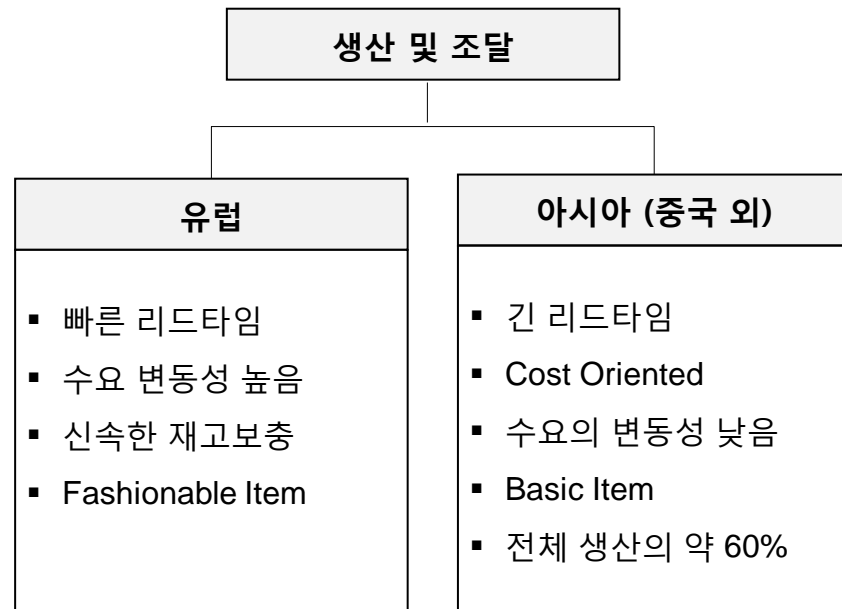 생산 및 조달
유럽
▪ 빠른 리드타임
▪ 수요 변동성 높음
▪ 신속한 재고보충
▪ Fashionable Item
아시아 (중국 외)
▪ 긴 리드타임
▪ Cost Oriented
▪ 수요의 변동성 낮음
▪ Basic Item
▪ 전체 생산의 약 60%